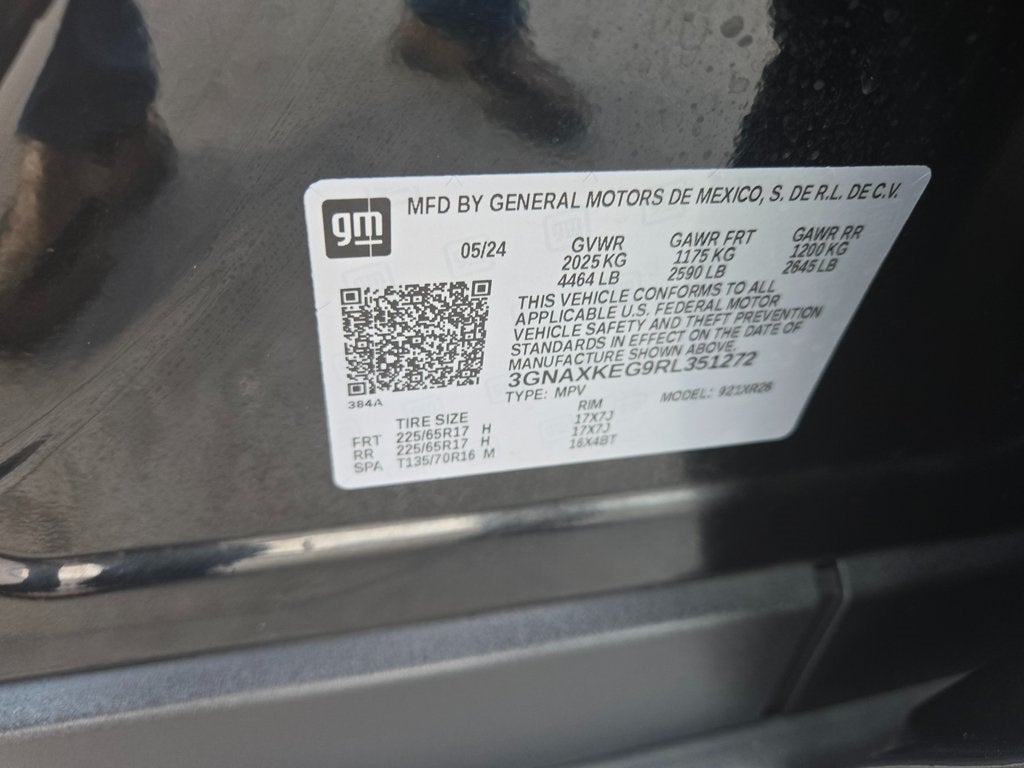 gm
MFD BY GENERAL MOTORS DE MEXICO, S. DE R.L. DE C.V.
05/24 GVWR GAWR FRT GAWR RR
2025 KG 1175 KG 1200 KG
4464 LB 2590 LB 2645 LB
THIS VEHICLE CONFORMS TO ALL
APPLICABLE U.S. FEDERAL MOTOR
VEHICLE SAFETY AND THEFT PREVENTION
STANDARDS IN EFFECT ON THE DATE OF
MANUFACTURE SHOWN ABOVE.
3GNAXKEG9RL351272
TYPE: MPV MODEL: 921XR26
384A
TIRE SIZE RIM
FRT 225/65R17 H 17X7J
RR 225/65R17 H 17X7J
SPA T135/70R16 M 16X4BT